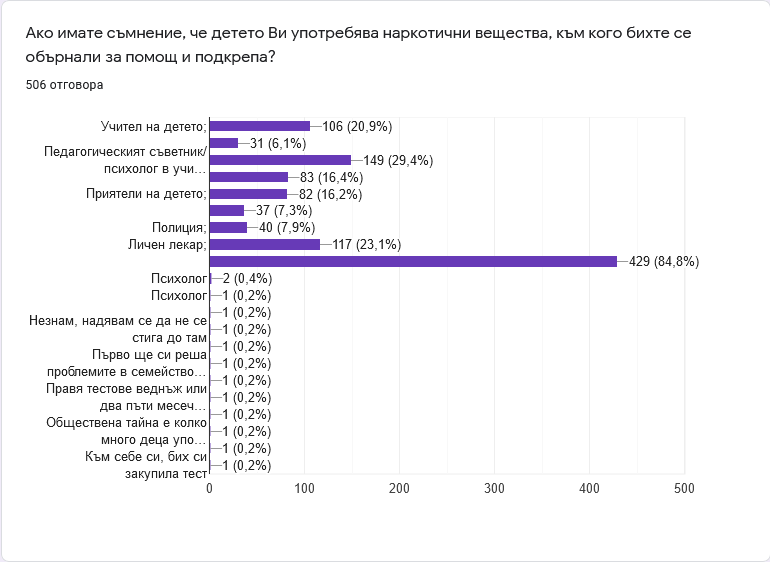 Ако имате съмнение, че детето Ви употребява наркотични вещества, към кого бихте се
обърнали за помощ и подкрепа?
506 отговора
Учител на детето;
106 (20,9%)
31 (6,1%)
Педагогическият съветник/
психолог в учи…
149 (29,4%)
83 (16,4%)
Приятели на детето;
82 (16,2%)
37 (7,3%)
Полиция;
40 (7,9%)
Личен лекар;
117 (23,1%)
429 (84,8%)
Психолог
2 (0,4%)
Психолог
1 (0,2%)
1 (0,2%)
Незнам, надявам се да не се
стига до там
1 (0,2%)
1 (0,2%)
Първо ще си реша
проблемите в семейство…
1 (0,2%)
1 (0,2%)
Правя тестове веднъж или
два пъти месеч…
1 (0,2%)
1 (0,2%)
Обществена тайна е колко
много деца упо…
1 (0,2%)
1 (0,2%)
Към себе си, бих си
закупила тест
1 (0,2%)
0
100
200
300
400
500